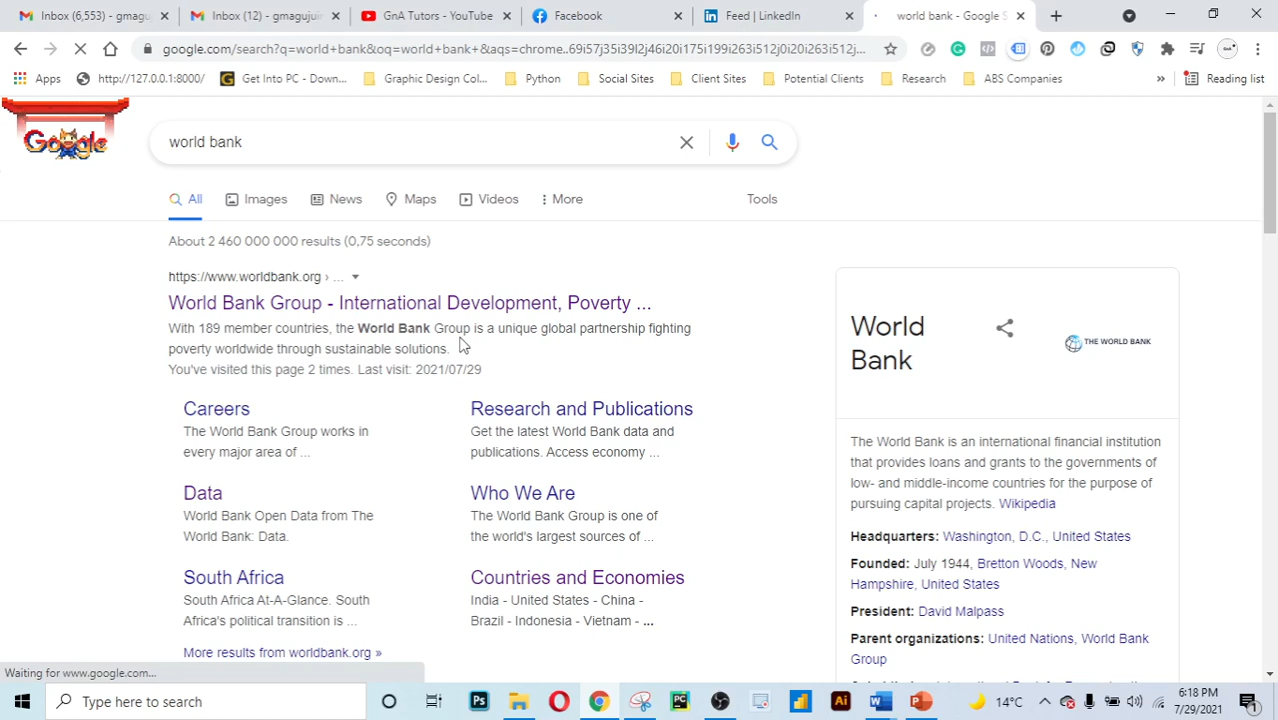 Inbox (6,553) - gmagu
Inbox (12) - gmagujui
GnA Tutors - YouTube
Facebook
Feed | LinkedIn
world bank - Google S
google.com/search?q=world+bank&oq=world+bank+&aqs=chrome..69i57j35i39l2j46i20i175i199i263i512j0i20i263i512j...
Apps
http://127.0.0.1:8000/
Get Into PC - Down...
Graphic Design Col...
Python
Social Sites
Client Sites
Potential Clients
Research
ABS Companies
»
Reading list
Google
world bank
All
Images
News
Maps
Videos
More
Tools
About 2 460 000 000 results (0,75 seconds)
https://www.worldbank.org › ...
World Bank Group - International Development, Poverty ...
With 189 member countries, the World Bank Group is a unique global partnership fighting
poverty worldwide through sustainable solutions.
You've visited this page 2 times. Last visit: 2021/07/29
Careers
The World Bank Group works in
every major area of ...
Research and Publications
Get the latest World Bank data and
publications. Access economy ...
Data
World Bank Open Data from The
World Bank: Data.
Who We Are
The World Bank Group is one of
the world's largest sources of ...
South Africa
South Africa At-A-Glance. South
Africa's political transition is ...
Countries and Economies
India - United States - China -
Brazil - Indonesia - Vietnam - ...
More results from worldbank.org »
World
Bank
THE WORLD BANK
The World Bank is an international financial institution
that provides loans and grants to the governments of
low- and middle-income countries for the purpose of
pursuing capital projects. Wikipedia
Headquarters: Washington, D.C., United States
Founded: July 1944, Bretton Woods, New
Hampshire, United States
President: David Malpass
Parent organizations: United Nations, World Bank
Group
Waiting for www.google.com...
Type here to search
Ps
PC
Ai
14°C
6:18 PM
7/29/2021
1